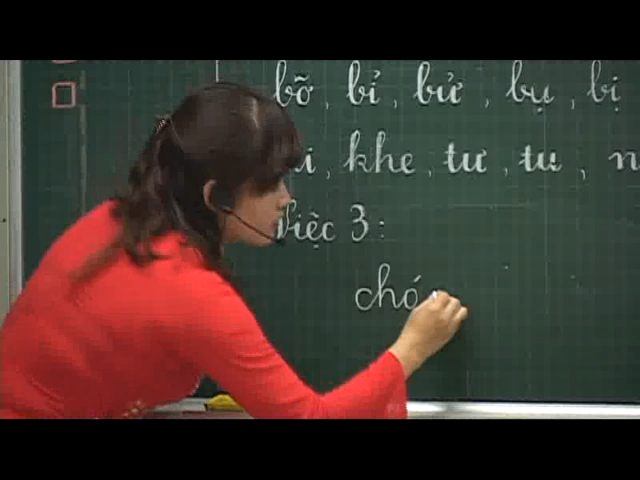 bỡ, bỉ, bử, bụ, bị
khe, tư, tu,
Việc 3:
chó